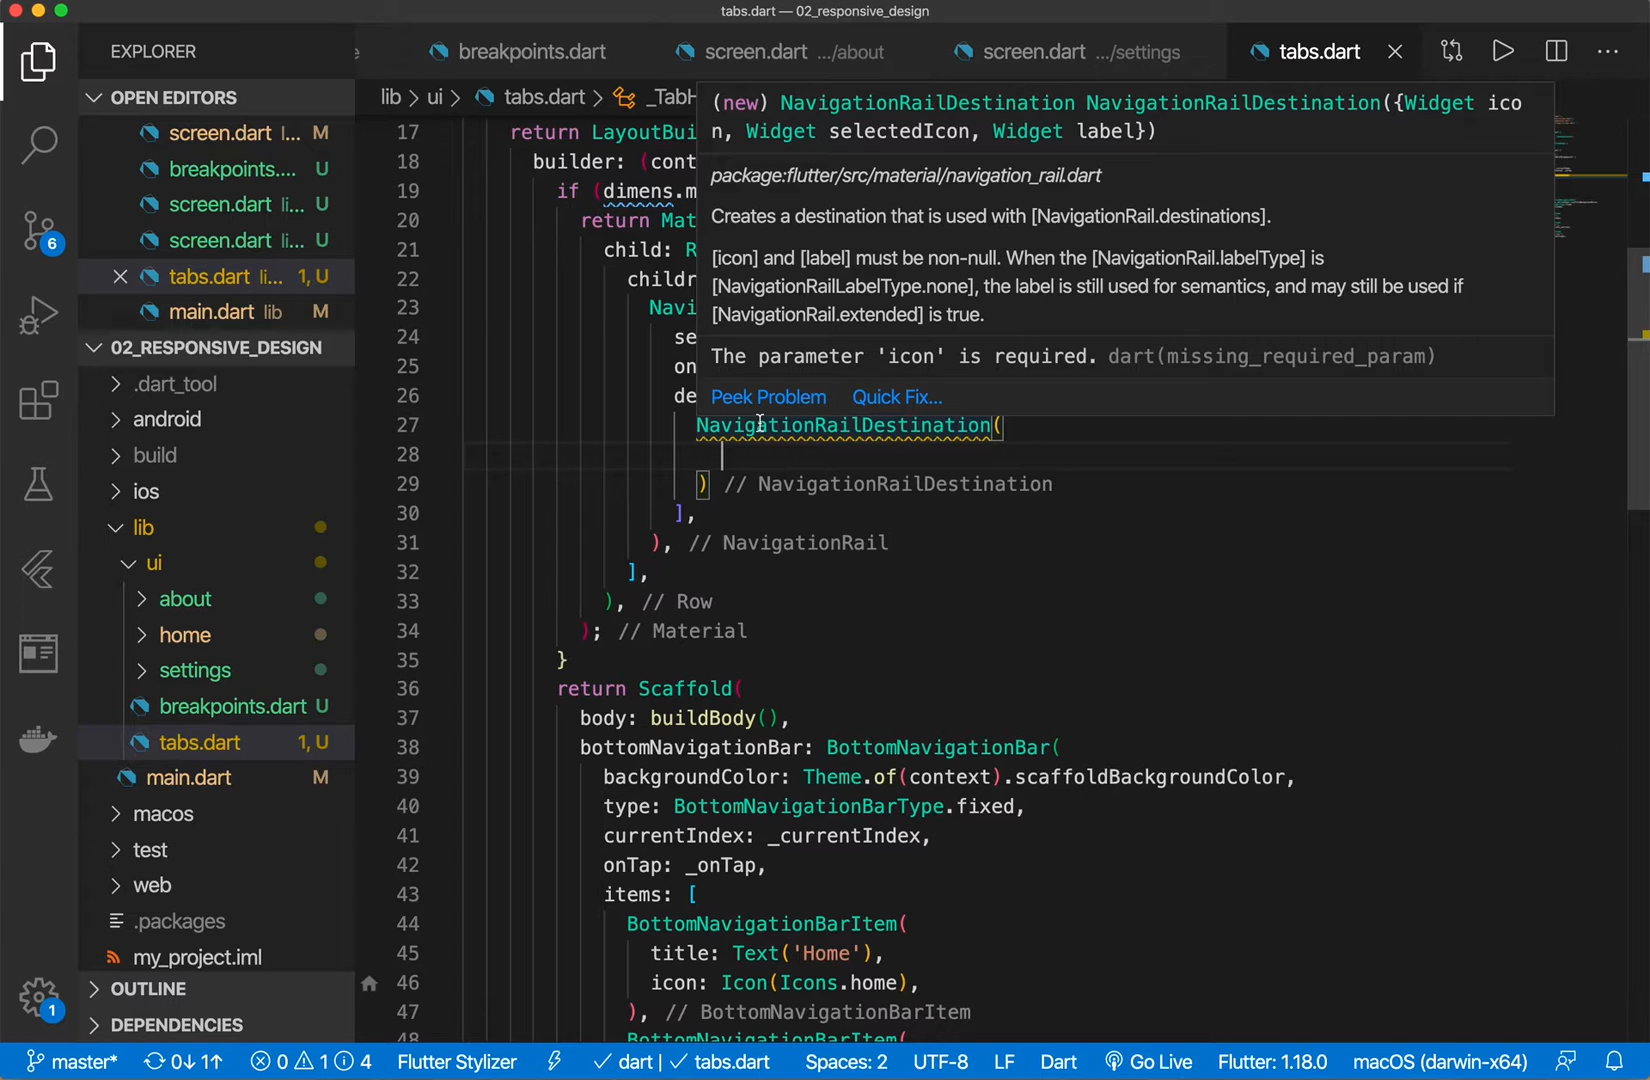 tabs.dart — 02_responsive_design
EXPLORER
e
breakpoints.dart
screen.dart .../about
screen.dart .../settings
tabs.dart
OPEN EDITORS
screen.dart l... M
breakpoints.... U
screen.dart li... U
screen.dart li... U
tabs.dart li... 1, U
main.dart lib M
02_RESPONSIVE_DESIGN
.dart_tool
android
build
ios
lib
ui
about
home
settings
breakpoints.dart U
tabs.dart 1, U
main.dart M
macos
test
web
.packages
my_project.iml
OUTLINE
DEPENDENCIES
6
1
lib > ui > tabs.dart > _TabH
17 return LayoutBui
18 builder: (cont
19 if (dimens.m
20 return Mat
21 child: R
22 childr
23 Navi
24 se
25 on
26 de
27 NavigationRailDestination(
28
29 ) // NavigationRailDestination
30 ],
31 ), // NavigationRail
32 ],
33 ), // Row
34 ); // Material
35 }
36 return Scaffold(
37 body: buildBody(),
38 bottomNavigationBar: BottomNavigationBar(
39 backgroundColor: Theme.of(context).scaffoldBackgroundColor,
40 type: BottomNavigationBarType.fixed,
41 currentIndex: _currentIndex,
42 onTap: _onTap,
43 items: [
44 BottomNavigationBarItem(
45 title: Text('Home'),
46 icon: Icon(Icons.home),
47 ), // BottomNavigationBarItem
48 BottomNavigationBarItem(
(new) NavigationRailDestination NavigationRailDestination({Widget ico
n, Widget selectedIcon, Widget label})
package:flutter/src/material/navigation_rail.dart
Creates a destination that is used with [NavigationRail.destinations].
[icon] and [label] must be non-null. When the [NavigationRail.labelType] is
[NavigationRailLabelType.none], the label is still used for semantics, and may still be used if
[NavigationRail.extended] is true.
The parameter 'icon' is required. dart(missing_required_param)
Peek Problem Quick Fix...
master* 0↓ 1↑ 0 1 4 Flutter Stylizer dart | tabs.dart Spaces: 2 UTF-8 LF Dart Go Live Flutter: 1.18.0 macOS (darwin-x64)